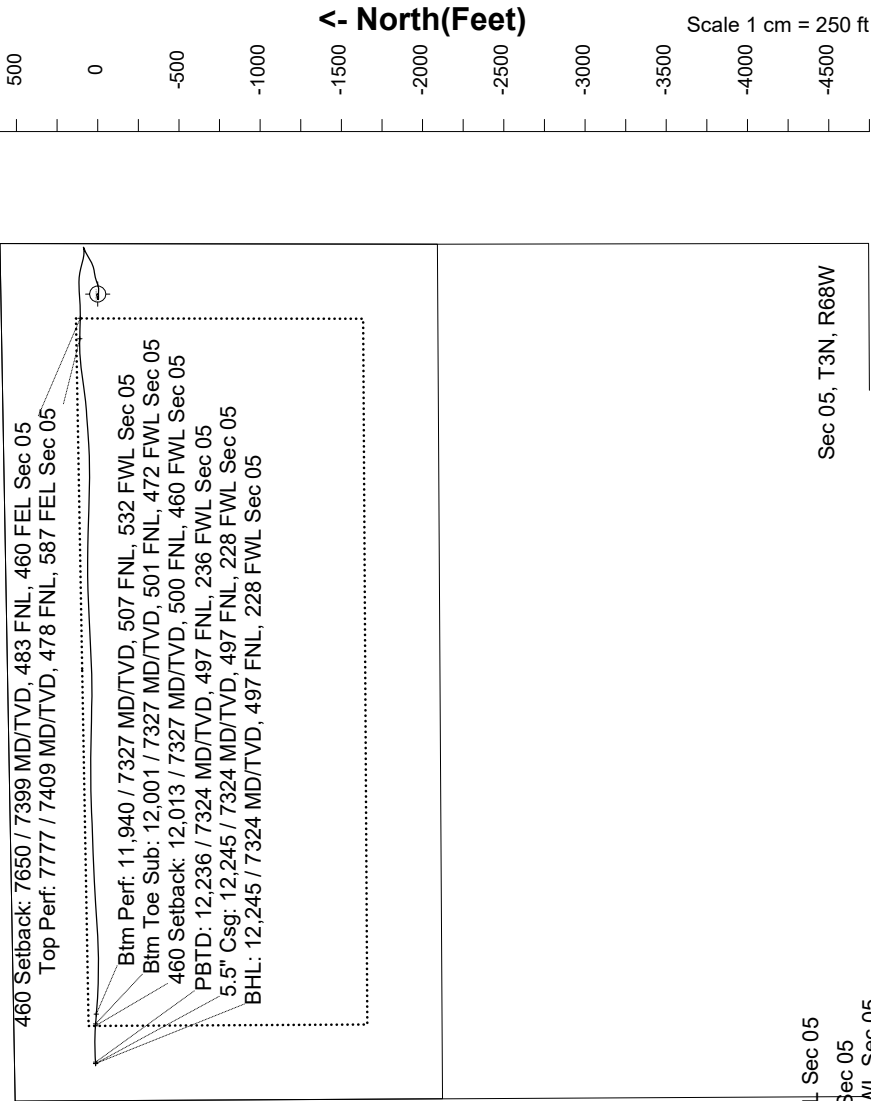 <- North(Feet)
Scale 1 cm = 250 ft
500
0
-500
-1000
-1500
-2000
-2500
-3000
-3500
-4000
-4500
460 Setback: 7650 / 7399 MD/TVD, 483 FNL, 460 FEL Sec 05
Top Perf: 7777 / 7409 MD/TVD, 478 FNL, 587 FEL Sec 05
Btm Perf: 11,940 / 7327 MD/TVD, 507 FNL, 532 FWL Sec 05
Btm Toe Sub: 12,001 / 7327 MD/TVD, 501 FNL, 472 FWL Sec 05
460 Setback: 12,013 / 7327 MD/TVD, 500 FNL, 460 FWL Sec 05
PBTD: 12,236 / 7324 MD/TVD, 497 FNL, 236 FWL Sec 05
5.5" Csg: 12,245 / 7324 MD/TVD, 497 FNL, 228 FWL Sec 05
BHL: 12,245 / 7324 MD/TVD, 497 FNL, 228 FWL Sec 05
Sec 05, T3N, R68W
L Sec 05
Sec 05
WL Sec 05